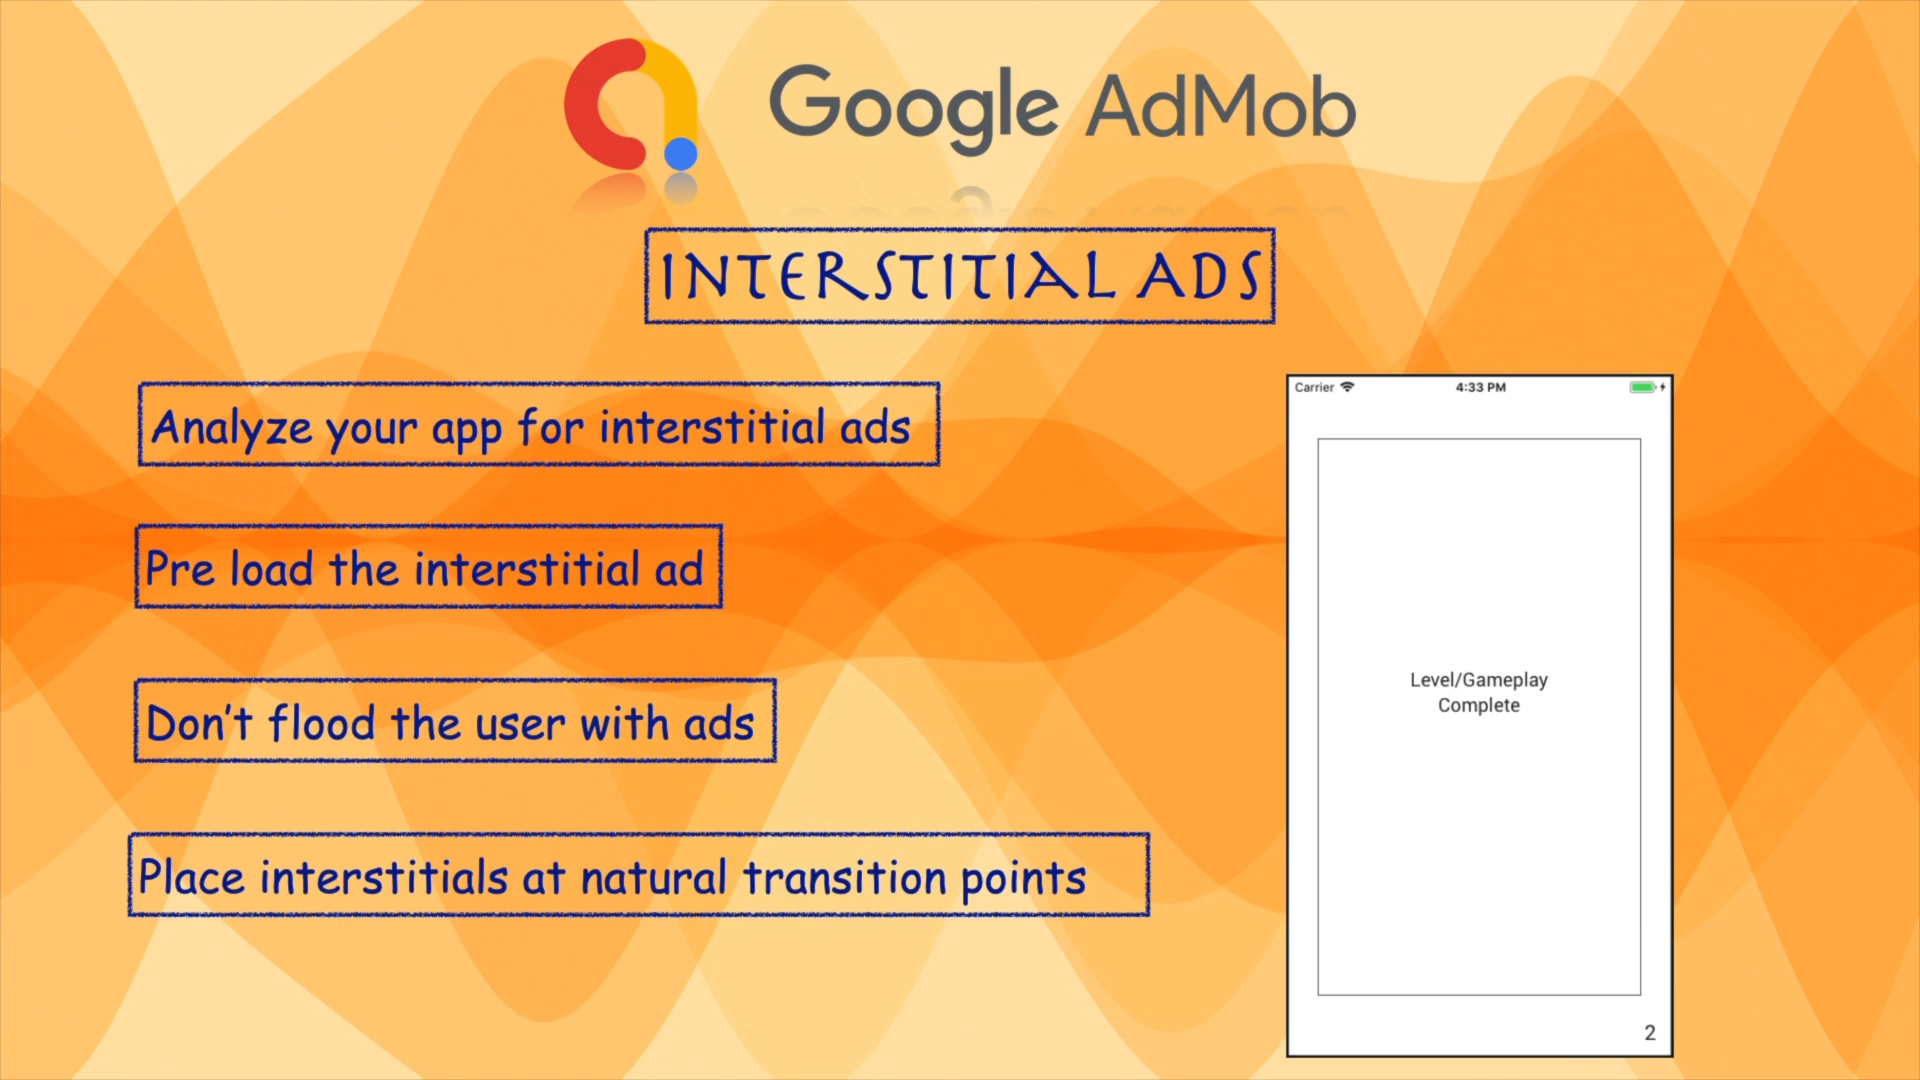 Google AdMob
INTERSTITIAL ADS
Analyze your app for interstitial ads
Pre load the interstitial ad
Don’t flood the user with ads
Place interstitials at natural transition points
Carrier 4:33 PM
Level/Gameplay
Complete
2